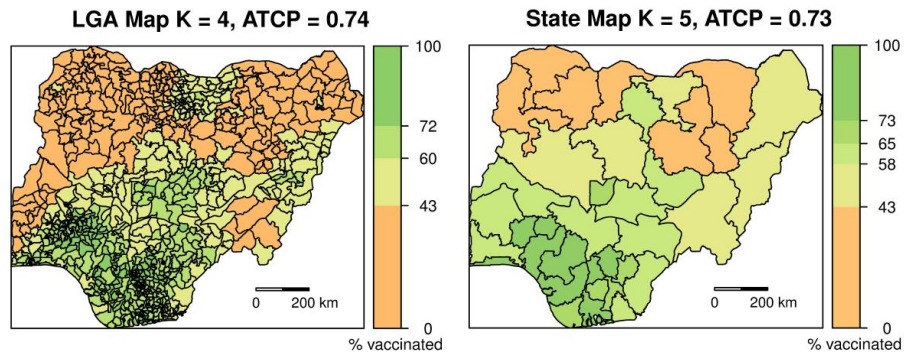 LGA Map K = 4, ATCP = 0.74
100
72
60
43
0
0 200 km
% vaccinated
State Map K = 5, ATCP = 0.73
100
73
65
58
43
0
0 200 km
% vaccinated